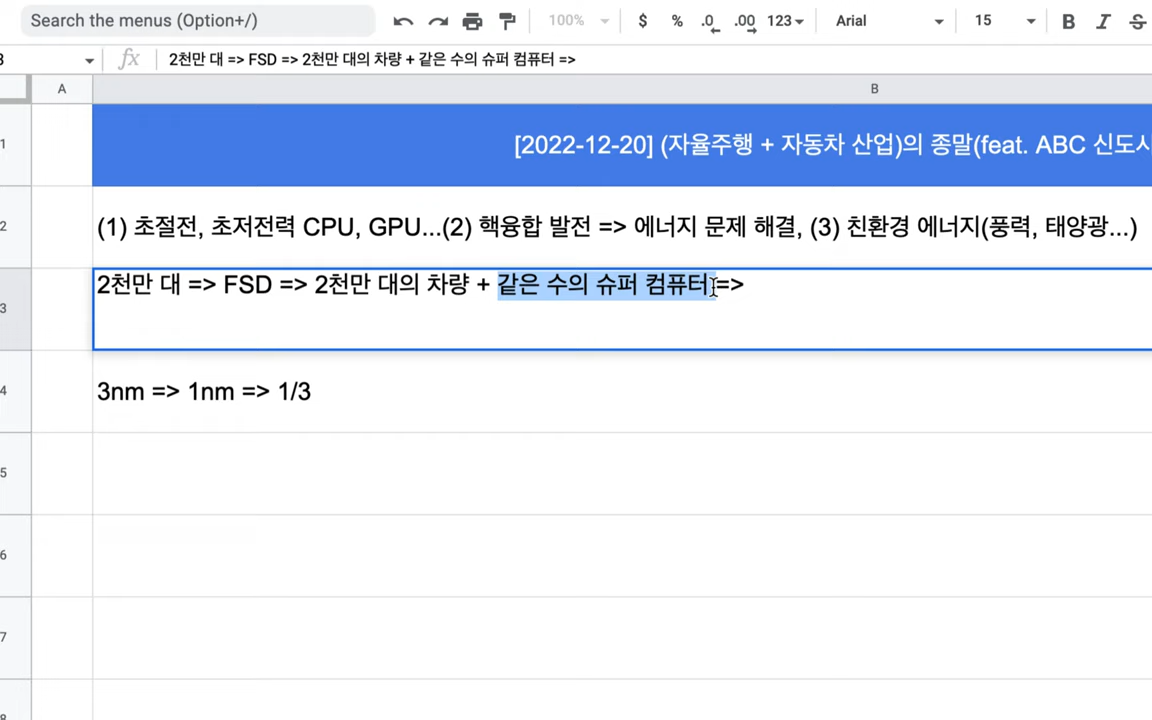 Search the menus (Option+/)
100%
$ % .0 .00 123 Arial 15 B I S
fx 2천만 대 => FSD => 2천만 대의 차량 + 같은 수의 슈퍼 컴퓨터 =>
A B
1 [2022-12-20] (자율주행 + 자동차 산업)의 종말(feat. ABC 신도시
2 (1) 초절전, 초저전력 CPU, GPU...(2) 핵융합 발전 => 에너지 문제 해결, (3) 친환경 에너지(풍력, 태양광...)
3 2천만 대 => FSD => 2천만 대의 차량 + 같은 수의 슈퍼 컴퓨터 =>
4 3nm => 1nm => 1/3
5
6
7
8